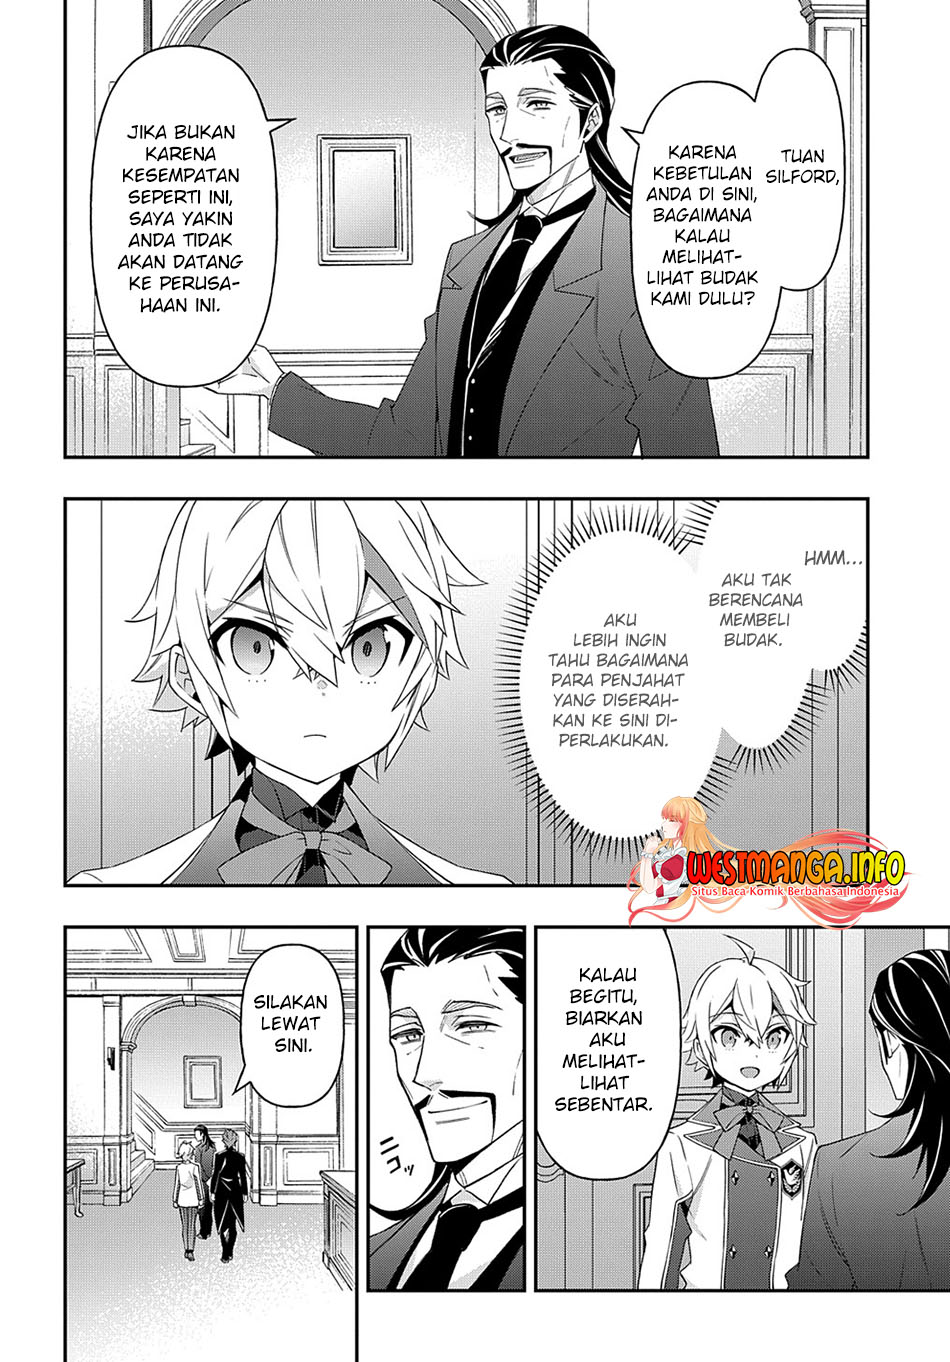 TUAN
SILFORD,
KARENA
KEBETULAN
ANDA DI SINI,
BAGAIMANA
KALAU
MELIHAT-
LIHAT BUDAK
KAMI DULU?
JIKA BUKAN
KARENA
KESEMPATAN
SEPERTI INI,
SAYA YAKIN
ANDA TIDAK
AKAN DATANG
KE PERUSA-
HAAN INI.
HMM...
AKU TAK
BERENCANA
MEMBELI
BUDAK.
AKU
LEBIH INGIN
TAHU BAGAIMANA
PARA PENJAHAT
YANG DISERAH-
KAN KE SINI DI-
PERLAKUKAN.
WESTMANGA.INFO
Situs Baca Komik Berbahasa Indonesia
KALAU
BEGITU,
BIARKAN
AKU
MELIHAT-
LIHAT
SEBENTAR.
ニコッ
SILAKAN
LEWAT
SINI.